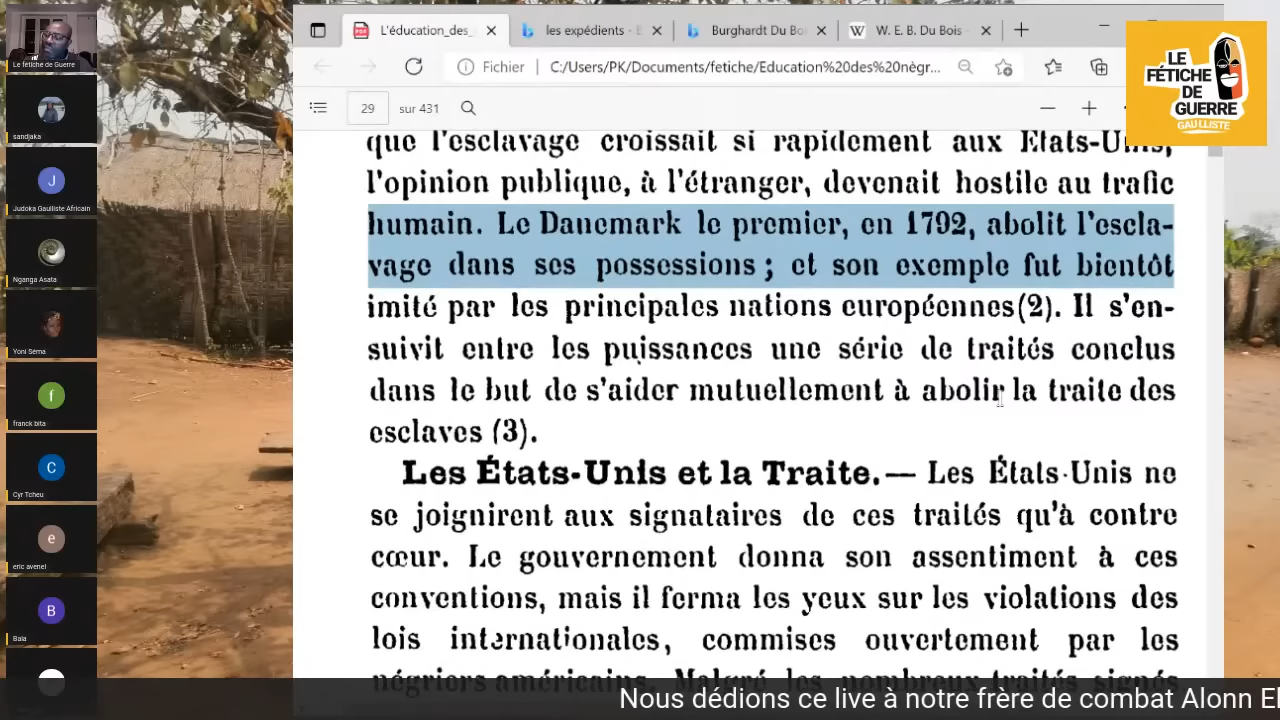 Le fétiche de Guerre
sandjaka
J
Judoka Gaulliste Africain
Nganga Asata
Yoni Séma
f
franck bita
C
Cyr Tcheu
e
eric avenel
B
Bala
L'éducation_des_
les expédients - B
Burghardt Du Bo
W
W. E. B. Du Bois -
Fichier
C:/Users/PK/Documents/fetiche/Education%20des%20nègr...
29
sur 431
LE
FÉTICHE
DE
GUERRE
GAULLISTE
que l'esclavage croissait si rapidement aux États-Unis,
l'opinion publique, à l'étranger, devenait hostile au trafic
humain. Le Danemark le premier, en 1792, abolit l'escla-
vage dans ses possessions ; et son exemple fut bientôt
imité par les principales nations européennes(2). Il s'en-
suivit entre les puissances une série de traités conclus
dans le but de s'aider mutuellement à abolir la traite des
esclaves (3).
Les États-Unis et la Traite. — Les États-Unis ne
se joignirent aux signataires de ces traités qu'à contre
cœur. Le gouvernement donna son assentiment à ces
conventions, mais il ferma les yeux sur les violations des
lois internationales, commises ouvertement par les
négriers américains. Malgré les nombreux traités signés
Nous dédions ce live à notre frère de combat Alonn E